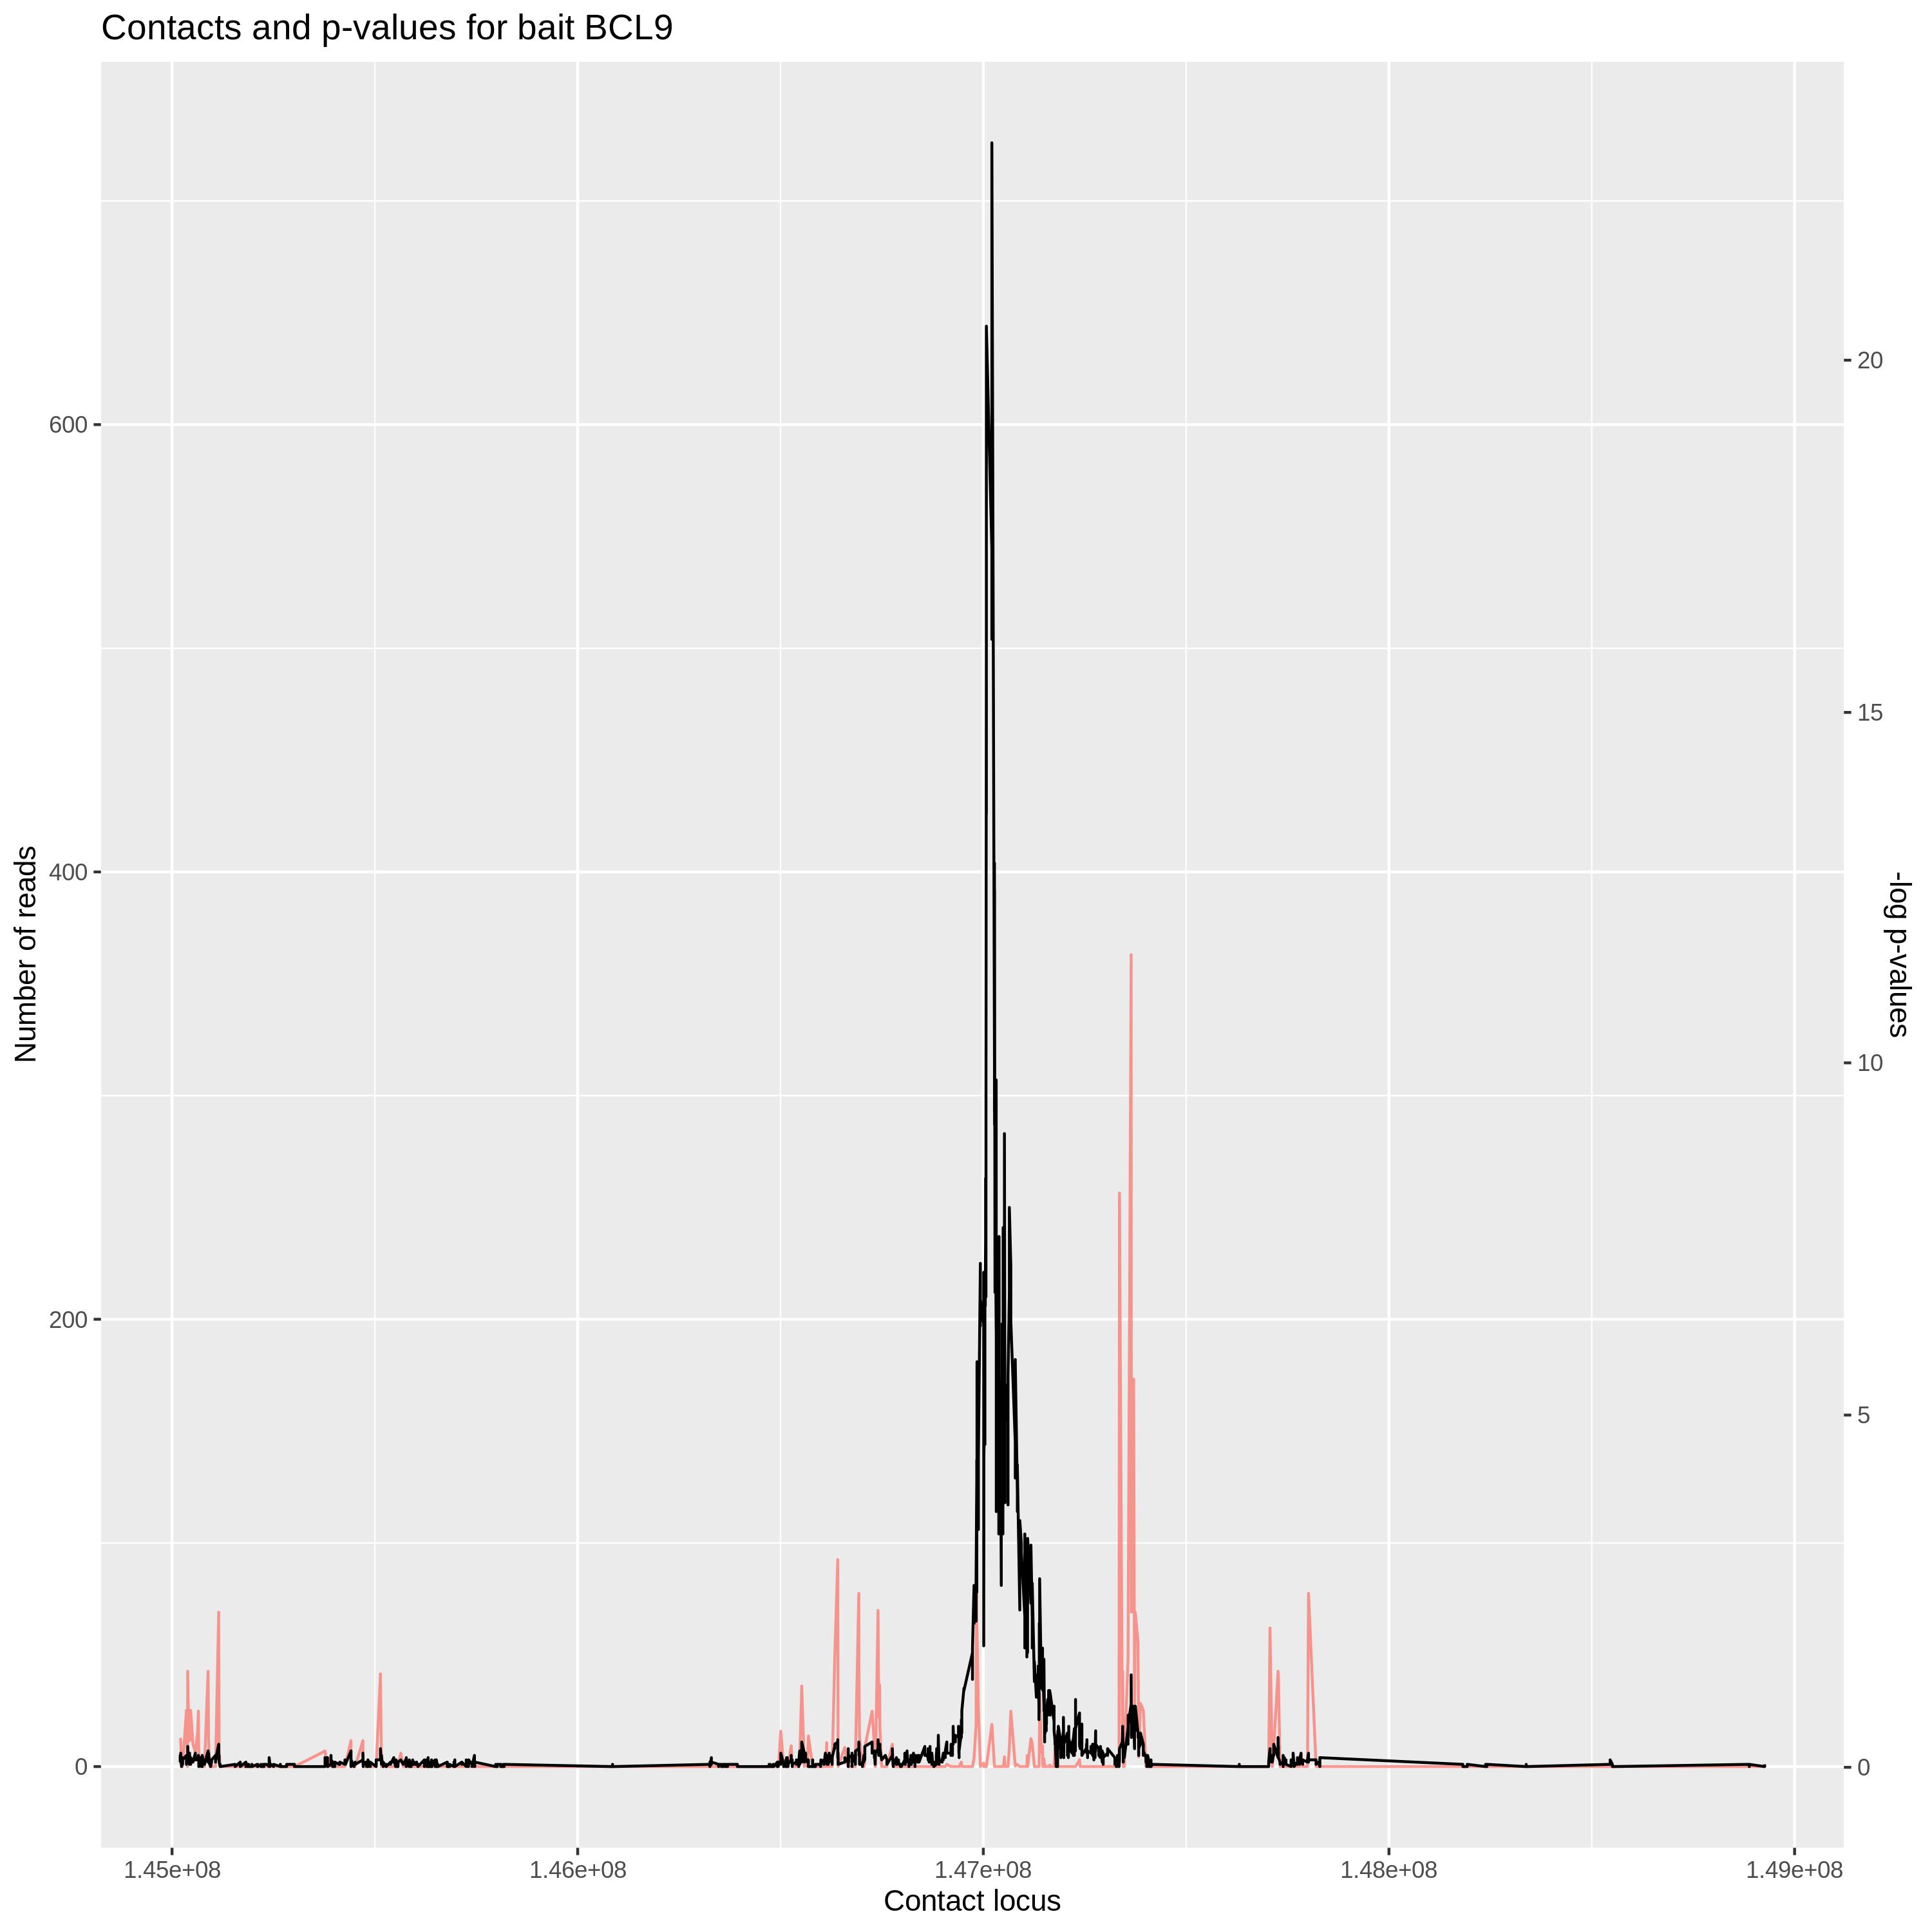 Contacts and p-values for bait BCL9
Number of reads
600
400
200
0
20
15
10
5
0
-log p-values
1.45e+08 1.46e+08 1.47e+08 1.48e+08 1.49e+08
Contact locus